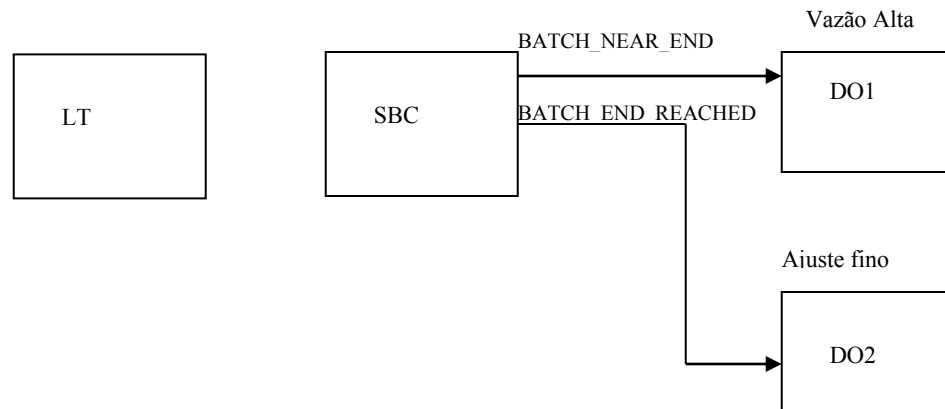 Vazão Alta
BATCH_NEAR_END
DO1
LT
SBC
BATCH_END_REACHED
Ajuste fino
DO2